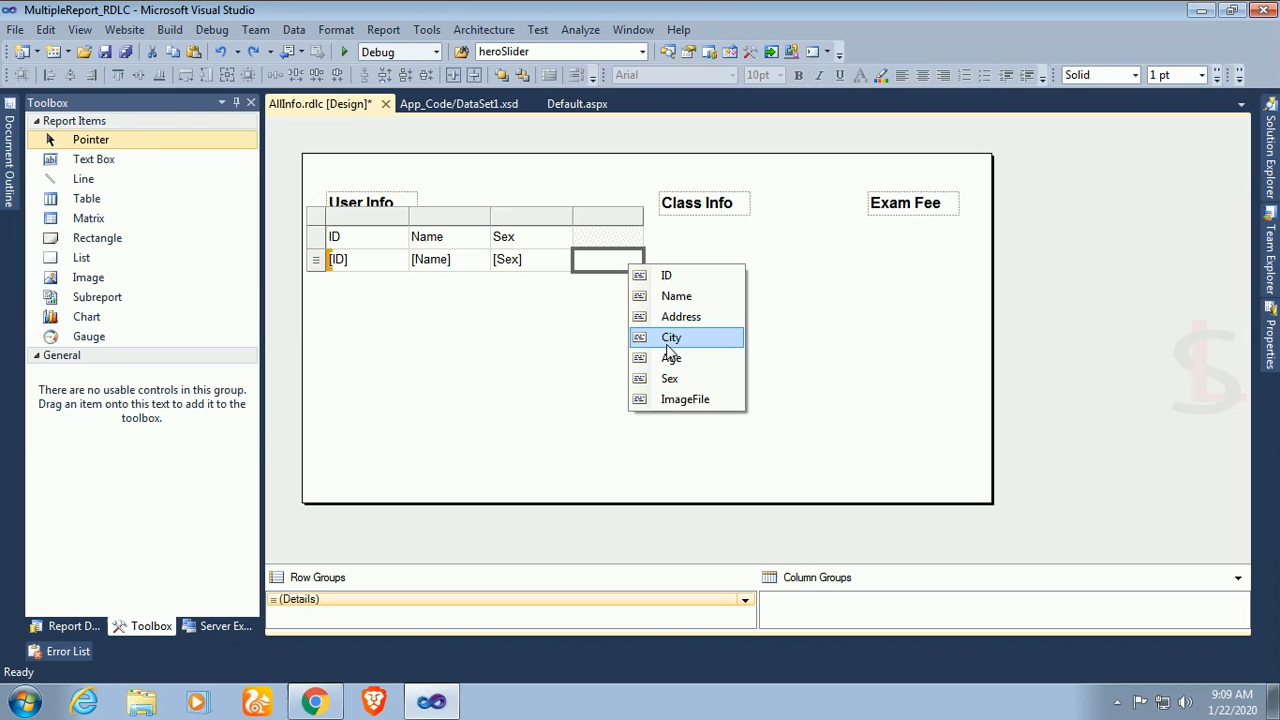 MultipleReport_RDLC - Microsoft Visual Studio
File Edit View Website Build Debug Team Data Format Report Tools Architecture Test Analyze Window Help
Debug heroSlider
Arial 10pt B I U A Solid 1 pt
Toolbox AllInfo.rdlc [Design]* App_Code/DataSet1.xsd Default.aspx
Document Outline
Report Items
Pointer
Text Box
Line
Table
Matrix
Rectangle
List
Image
Subreport
Chart
Gauge
General
There are no usable controls in this group.
Drag an item onto this text to add it to the
toolbox.
User Info Class Info Exam Fee
ID Name Sex
[ID] [Name] [Sex]
ID
Name
Address
City
Age
Sex
ImageFile
Solution Explorer
Team Explorer
Properties
Row Groups Column Groups
(Details)
Report D... Toolbox Server Ex...
Error List
Ready
9:09 AM
1/22/2020